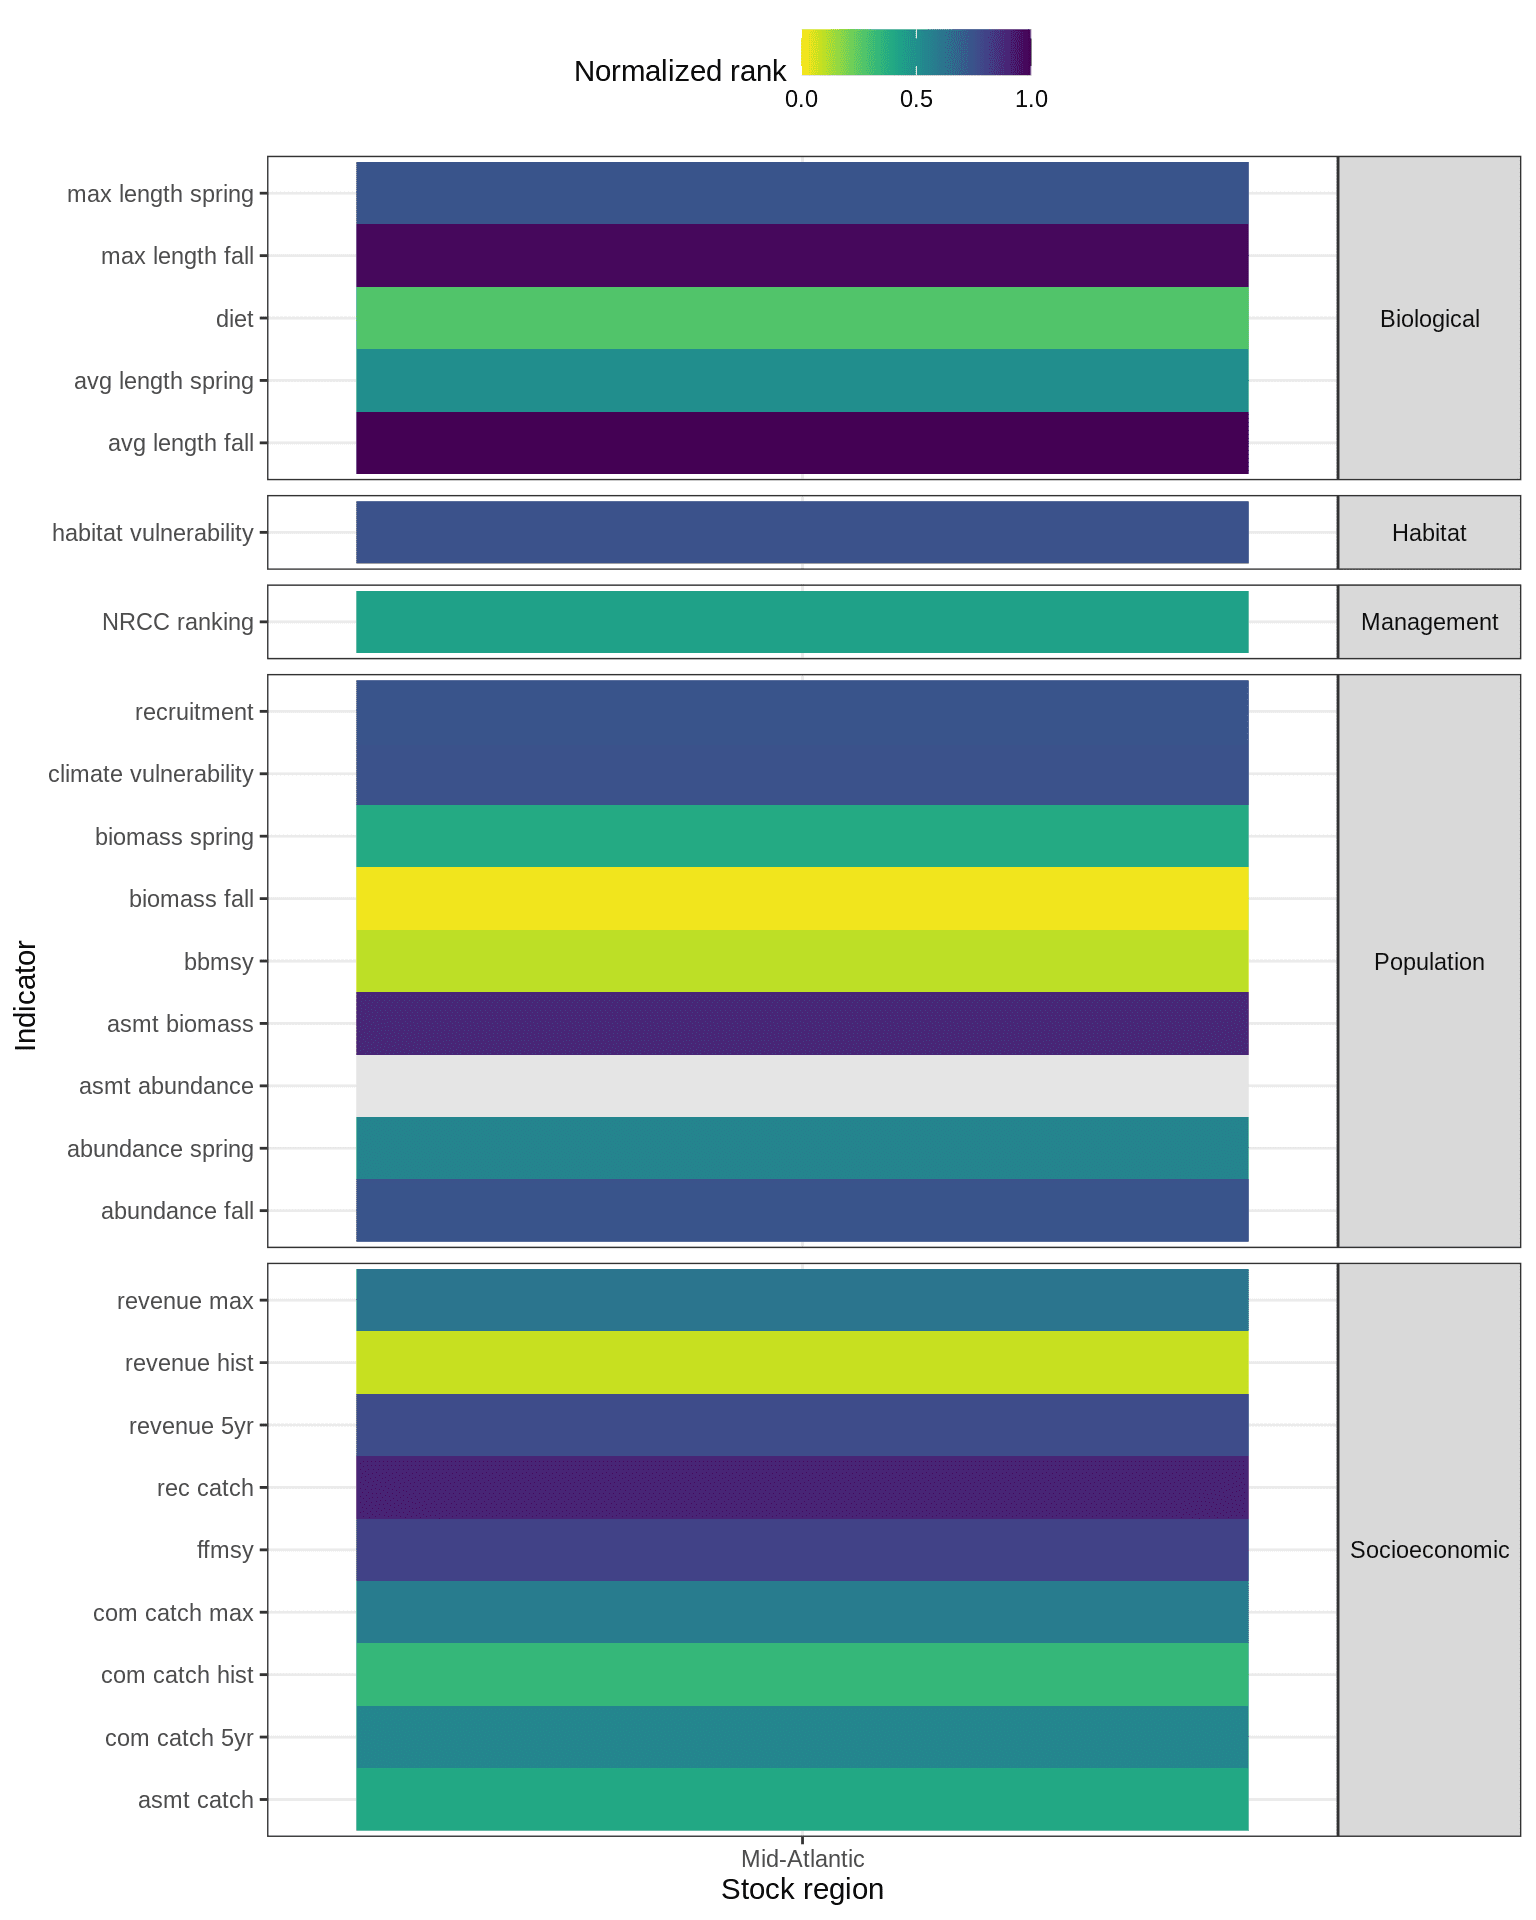 Normalized rank
0.0 0.5 1.0
max length spring
max length fall
diet
avg length spring
avg length fall
Biological
habitat vulnerability
Habitat
NRCC ranking
Management
recruitment
climate vulnerability
biomass spring
biomass fall
bbmsy
asmt biomass
asmt abundance
abundance spring
abundance fall
Population
revenue max
revenue hist
revenue 5yr
rec catch
ffmsy
com catch max
com catch hist
com catch 5yr
asmt catch
Socioeconomic
Indicator
Mid-Atlantic
Stock region